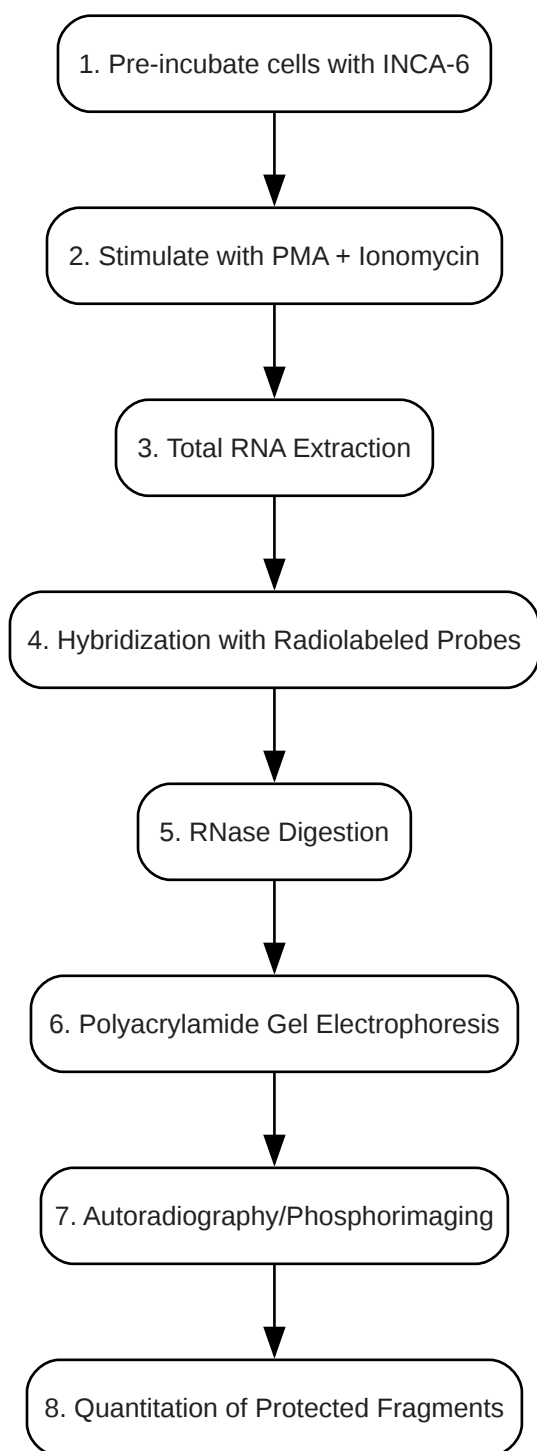 1. Pre-incubate cells with INCA-6
2. Stimulate with PMA + Ionomycin
3. Total RNA Extraction
4. Hybridization with Radiolabeled Probes
5. RNase Digestion
6. Polyacrylamide Gel Electrophoresis
7. Autoradiography/Phosphorimaging
8. Quantitation of Protected Fragments